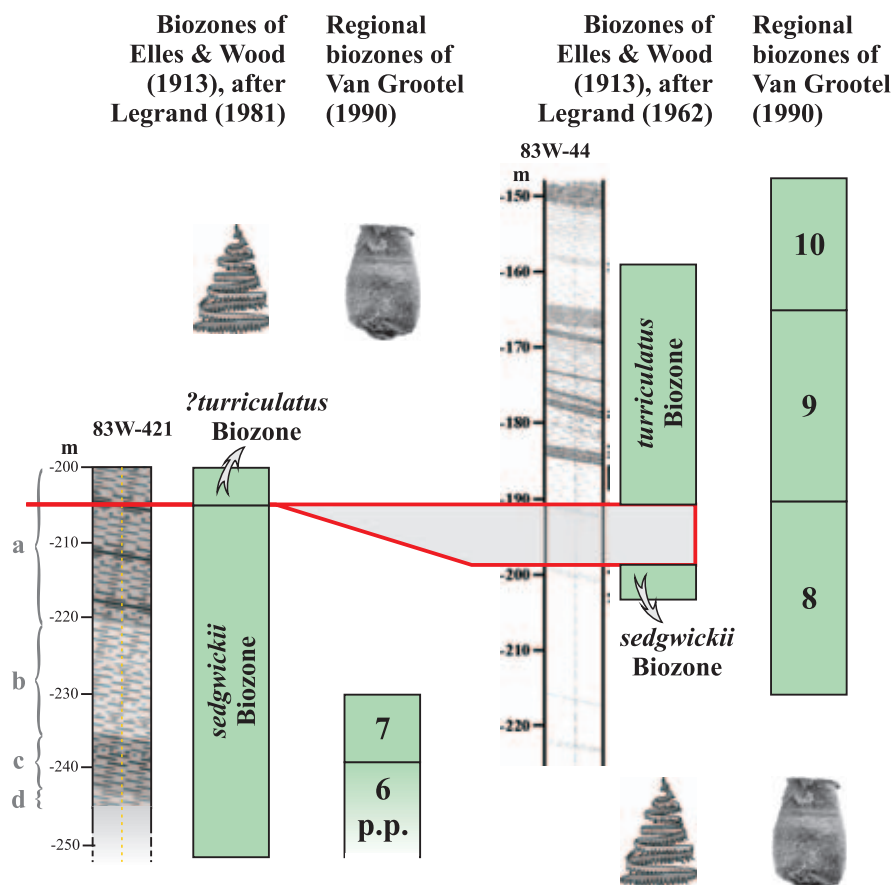 Biozones of
Elles & Wood
(1913), after
Legrand (1981)
Regional
biozones of
Van Grootel
(1990)
Biozones of
Elles & Wood
(1913), after
Legrand (1962)
Regional
biozones of
Van Grootel
(1990)
83W-44
m
-150
-160
-170
-180
-190
-200
-210
-220
turriculatus
Biozone
sedgwickii
Biozone
10
9
8
?turriculatus
Biozone
83W-421
m
-200
-210
-220
-230
-240
-250
a
b
c
d
sedgwickii
Biozone
7
6
p.p.